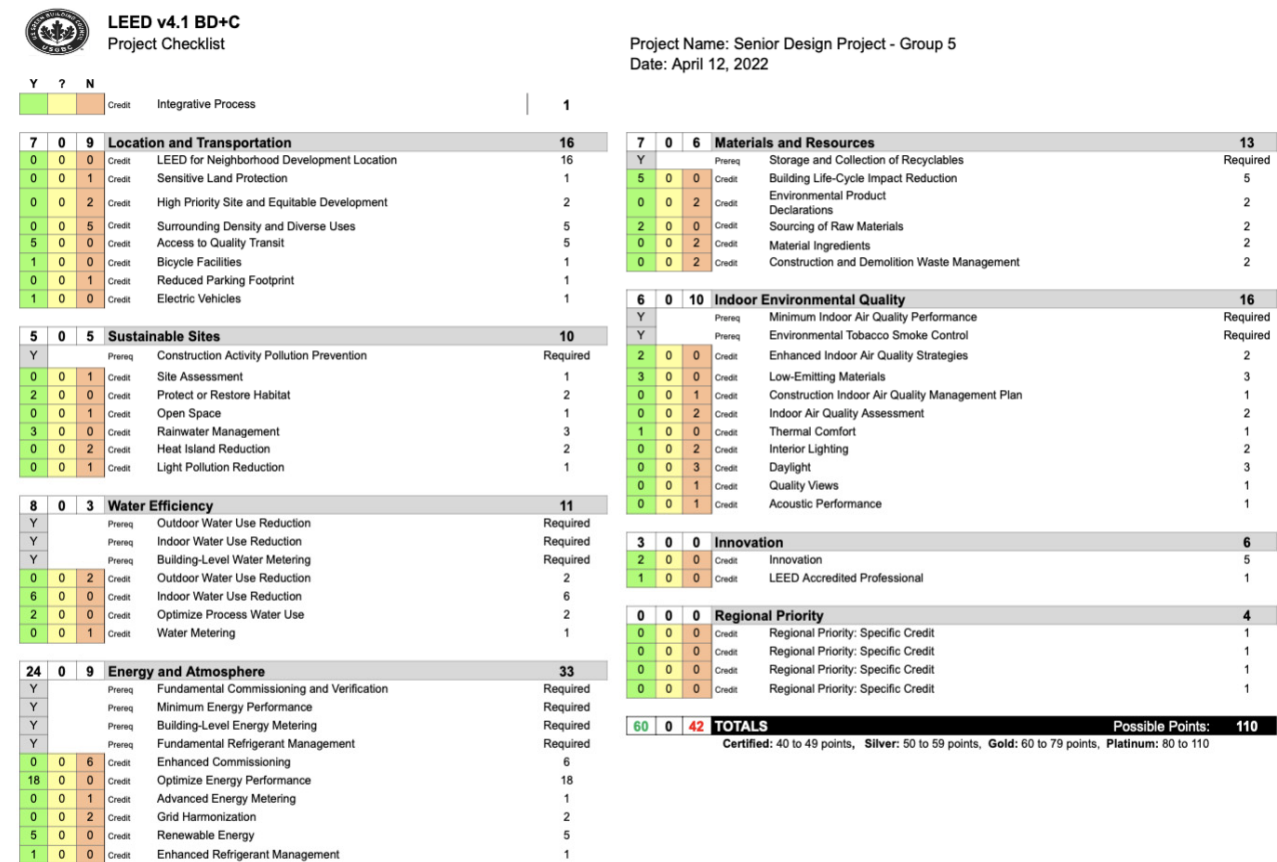 U.S. GREEN BUILDING COUNCIL
USGBC
LEED v4.1 BD+C
Project Checklist
Project Name: Senior Design Project - Group 5
Date: April 12, 2022
Y ? N
Credit Integrative Process 1
7 0 9 Location and Transportation 16
0 0 0 Credit LEED for Neighborhood Development Location 16
0 0 1 Credit Sensitive Land Protection 1
0 0 2 Credit High Priority Site and Equitable Development 2
0 0 5 Credit Surrounding Density and Diverse Uses 5
5 0 0 Credit Access to Quality Transit 5
1 0 0 Credit Bicycle Facilities 1
0 0 1 Credit Reduced Parking Footprint 1
1 0 0 Credit Electric Vehicles 1
5 0 5 Sustainable Sites 10
Y Prereq Construction Activity Pollution Prevention Required
0 0 1 Credit Site Assessment 1
2 0 0 Credit Protect or Restore Habitat 2
0 0 1 Credit Open Space 1
3 0 0 Credit Rainwater Management 3
0 0 2 Credit Heat Island Reduction 2
0 0 1 Credit Light Pollution Reduction 1
8 0 3 Water Efficiency 11
Y Prereq Outdoor Water Use Reduction Required
Y Prereq Indoor Water Use Reduction Required
Y Prereq Building-Level Water Metering Required
0 0 2 Credit Outdoor Water Use Reduction 2
6 0 0 Credit Indoor Water Use Reduction 6
2 0 0 Credit Optimize Process Water Use 2
0 0 1 Credit Water Metering 1
24 0 9 Energy and Atmosphere 33
Y Prereq Fundamental Commissioning and Verification Required
Y Prereq Minimum Energy Performance Required
Y Prereq Building-Level Energy Metering Required
Y Prereq Fundamental Refrigerant Management Required
0 0 6 Credit Enhanced Commissioning 6
18 0 0 Credit Optimize Energy Performance 18
0 0 1 Credit Advanced Energy Metering 1
0 0 2 Credit Grid Harmonization 2
5 0 0 Credit Renewable Energy 5
1 0 0 Credit Enhanced Refrigerant Management 1
7 0 6 Materials and Resources 13
Y Prereq Storage and Collection of Recyclables Required
5 0 0 Credit Building Life-Cycle Impact Reduction 5
0 0 2 Credit Environmental Product
Declarations 2
2 0 0 Credit Sourcing of Raw Materials 2
0 0 2 Credit Material Ingredients 2
0 0 2 Credit Construction and Demolition Waste Management 2
6 0 10 Indoor Environmental Quality 16
Y Prereq Minimum Indoor Air Quality Performance Required
Y Prereq Environmental Tobacco Smoke Control Required
2 0 0 Credit Enhanced Indoor Air Quality Strategies 2
3 0 0 Credit Low-Emitting Materials 3
0 0 1 Credit Construction Indoor Air Quality Management Plan 1
0 0 2 Credit Indoor Air Quality Assessment 2
1 0 0 Credit Thermal Comfort 1
0 0 2 Credit Interior Lighting 2
0 0 3 Credit Daylight 3
0 0 1 Credit Quality Views 1
0 0 1 Credit Acoustic Performance 1
3 0 0 Innovation 6
2 0 0 Credit Innovation 5
1 0 0 Credit LEED Accredited Professional 1
0 0 0 Regional Priority 4
0 0 0 Credit Regional Priority: Specific Credit 1
0 0 0 Credit Regional Priority: Specific Credit 1
0 0 0 Credit Regional Priority: Specific Credit 1
0 0 0 Credit Regional Priority: Specific Credit 1
60 0 42 TOTALS Possible Points: 110
Certified: 40 to 49 points, Silver: 50 to 59 points, Gold: 60 to 79 points, Platinum: 80 to 110